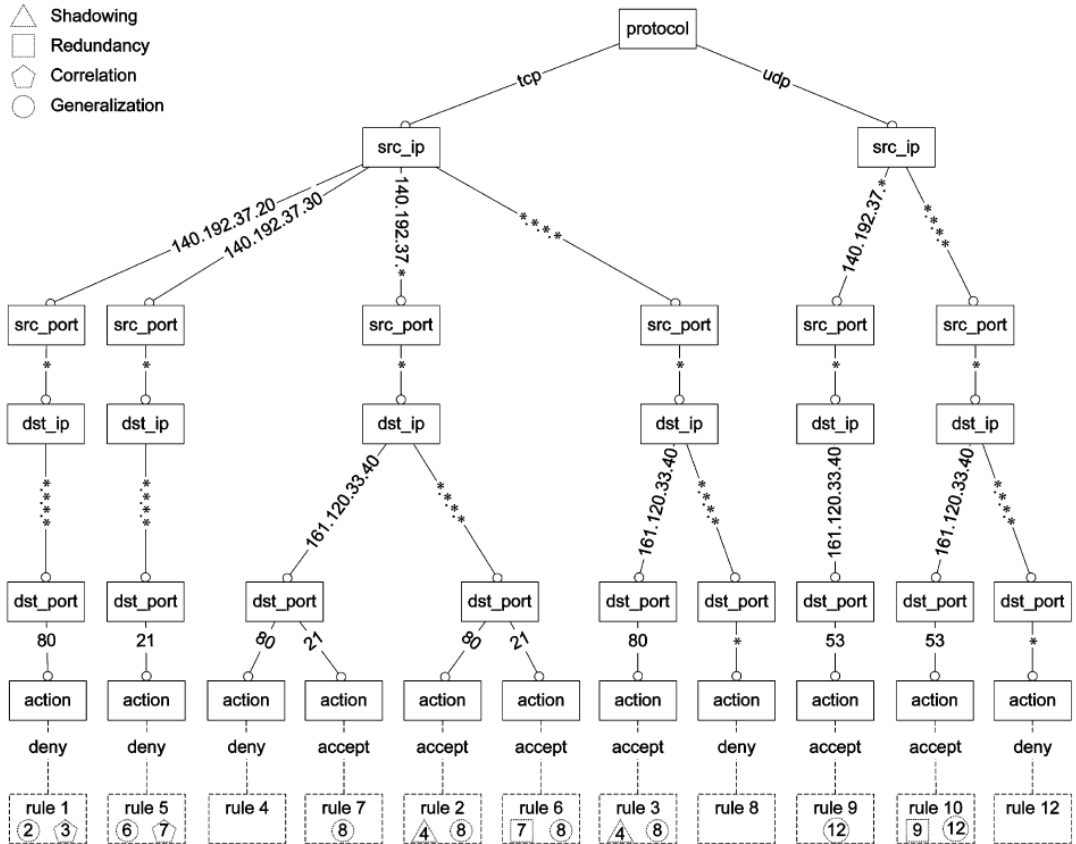 Shadowing
Redundancy
Correlation
Generalization
protocol
tcp udp
src_ip src_ip
140.192.37.20 140.192.37.30 140.192.37.* *.*.*.* 140.192.37.* *.*.*.*
src_port src_port src_port src_port src_port src_port
* * * * * *
dst_ip dst_ip dst_ip dst_ip dst_ip dst_ip
*.*.*.* *.*.*.* 161.120.33.40 *.*.*.* 161.120.33.40 *.*.*.* 161.120.33.40 161.120.33.40 *.*.*.*
dst_port dst_port dst_port dst_port dst_port dst_port dst_port dst_port dst_port
80 21 80 21 80 21 80 * 53 53 *
action action action action action action action action action action action
deny deny deny accept accept accept accept deny accept accept deny
rule 1 rule 5 rule 4 rule 7 rule 2 rule 6 rule 3 rule 8 rule 9 rule 10 rule 12
2 3 6 7 8 4 8 7 8 4 8 12 9 12